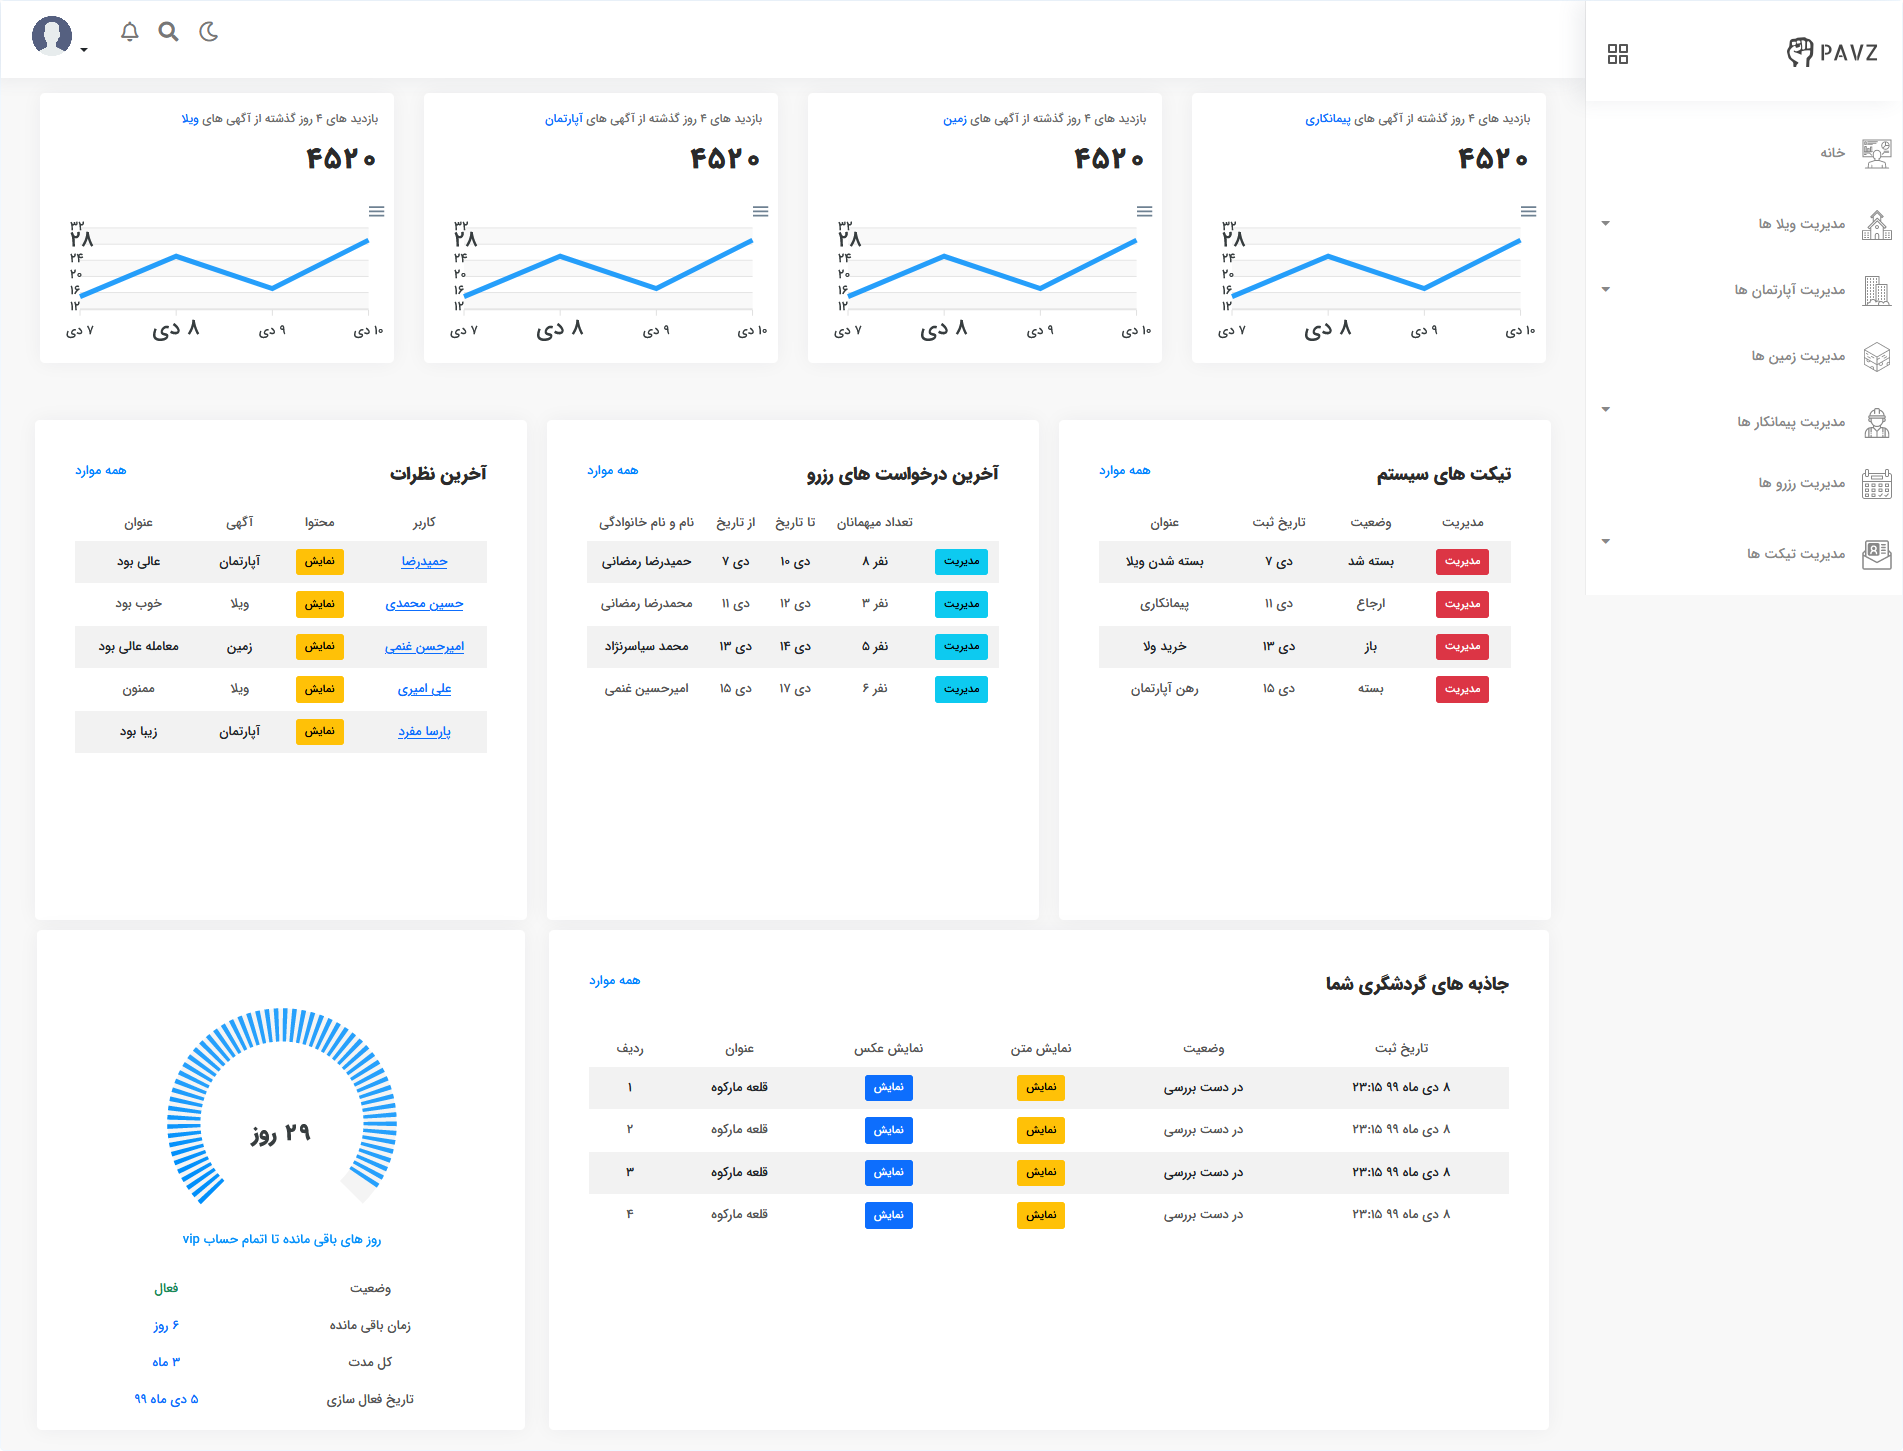 PAVZ
خانه
مدیریت ویلا ها
مدیریت آپارتمان ها
مدیریت زمین ها
مدیریت پیمانکار ها
مدیریت رزرو ها
مدیریت تیکت ها
بازدید های ۴ روز گذشته از آگهی های پیمانکاری
۴۵۲۰
۳۲
۲۸
۲۴
۲۰
۱۶
۱۲
۷ دی
۸ دی
۹ دی
۱۰ دی
بازدید های ۴ روز گذشته از آگهی های زمین
۴۵۲۰
۳۲
۲۸
۲۴
۲۰
۱۶
۱۲
۷ دی
۸ دی
۹ دی
۱۰ دی
بازدید های ۴ روز گذشته از آگهی های آپارتمان
۴۵۲۰
۳۲
۲۸
۲۴
۲۰
۱۶
۱۲
۷ دی
۸ دی
۹ دی
۱۰ دی
بازدید های ۴ روز گذشته از آگهی های ویلا
۴۵۲۰
۳۲
۲۸
۲۴
۲۰
۱۶
۱۲
۷ دی
۸ دی
۹ دی
۱۰ دی
تیکت های سیستم همه موارد
مدیریت وضعیت تاریخ ثبت عنوان
مدیریت بسته شد ۷ دی بسته شدن ویلا
مدیریت ارجاع ۱۱ دی پیمانکاری
مدیریت باز ۱۳ دی خرید ولا
مدیریت بسته ۱۵ دی رهن آپارتمان
آخرین درخواست های رزرو همه موارد
تعداد میهمانان تا تاریخ از تاریخ نام و نام خانوادگی
مدیریت ۸ نفر ۱۰ دی ۷ دی حمیدرضا رمضانی
مدیریت ۳ نفر ۱۲ دی ۱۱ دی محمدرضا رمضانی
مدیریت ۵ نفر ۱۴ دی ۱۳ دی محمد سیاسرنژاد
مدیریت ۶ نفر ۱۷ دی ۱۵ دی امیرحسین غنمی
آخرین نظرات همه موارد
کاربر محتوا آگهی عنوان
حمیدرضا نمایش آپارتمان عالی بود
حسین محمدی نمایش ویلا خوب بود
امیرحسن غنمی نمایش زمین معامله عالی بود
علی امیری نمایش ویلا ممنون
پارسا مفرد نمایش آپارتمان زیبا بود
جاذبه های گردشگری شما همه موارد
تاریخ ثبت وضعیت نمایش متن نمایش عکس عنوان ردیف
۸ دی ماه ۹۹ ۲۳:۱۵ در دست بررسی نمایش نمایش قلعه مارکوه ۱
۸ دی ماه ۹۹ ۲۳:۱۵ در دست بررسی نمایش نمایش قلعه مارکوه ۲
۸ دی ماه ۹۹ ۲۳:۱۵ در دست بررسی نمایش نمایش قلعه مارکوه ۳
۸ دی ماه ۹۹ ۲۳:۱۵ در دست بررسی نمایش نمایش قلعه مارکوه ۴
۲۹ روز
روز های باقی مانده تا اتمام حساب vip
وضعیت فعال
زمان باقی مانده ۶ روز
کل مدت ۳ ماه
تاریخ فعال سازی ۵ دی ماه ۹۹